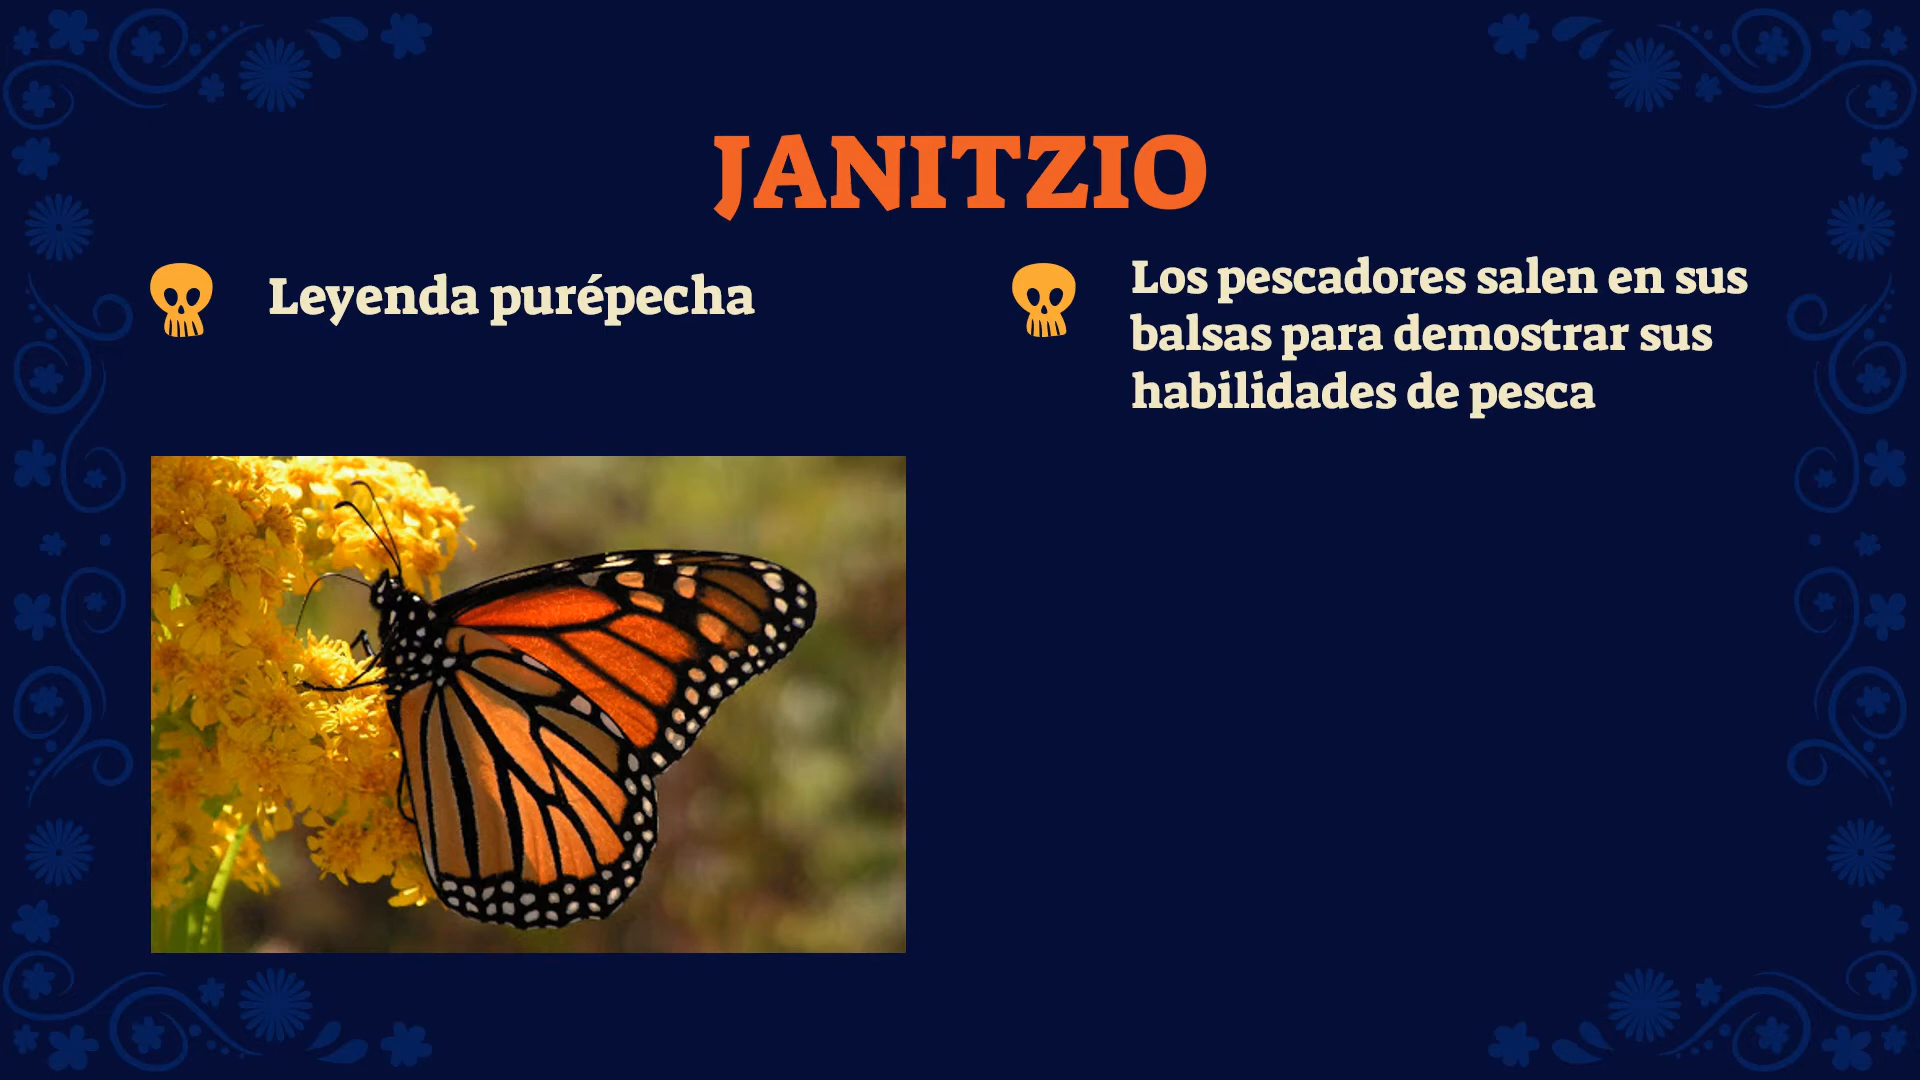 JANITZIO
Leyenda purépecha
Los pescadores salen en sus
balsas para demostrar sus
habilidades de pesca